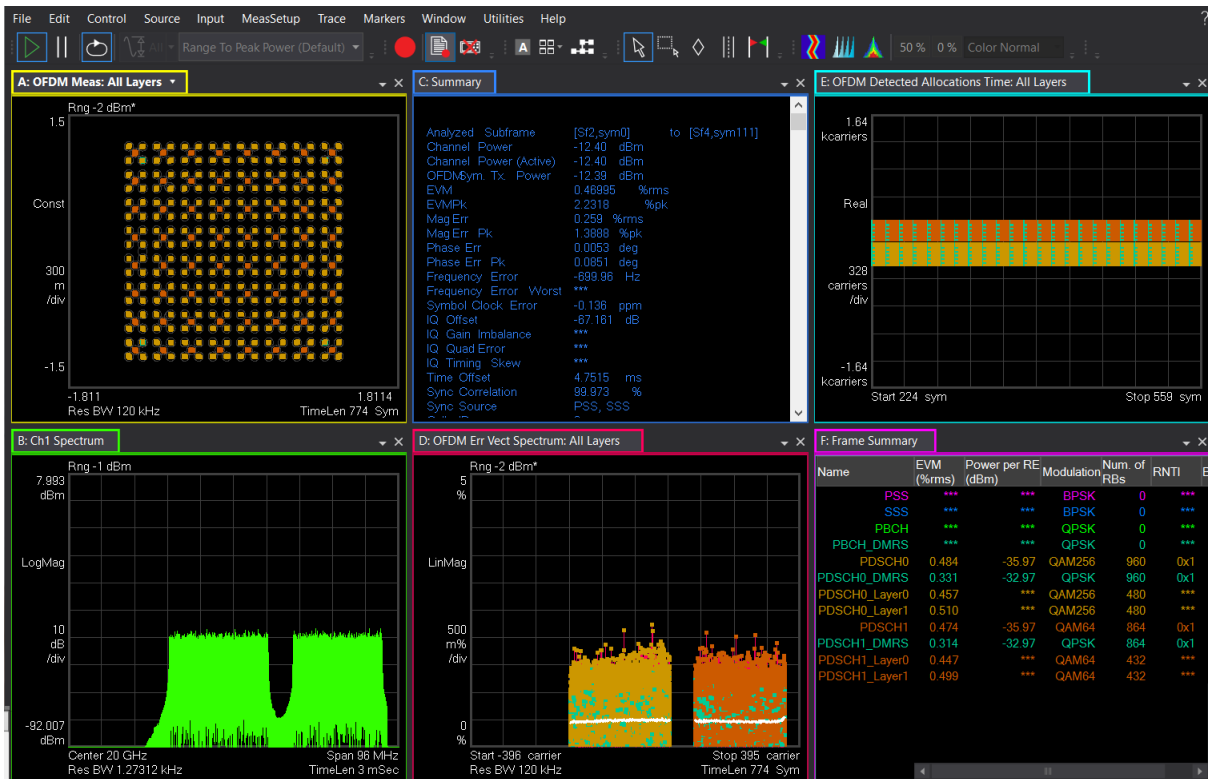 File Edit Control Source Input MeasSetup Trace Markers Window Utilities Help ?
All Range To Peak Power (Default) A 50 % 0 % Color Normal
A: OFDM Meas: All Layers
Rng -2 dBm*
1.5
Const
300
m
/div
-1.5
-1.811 1.8114
Res BW 120 kHz TimeLen 774 Sym
C: Summary
Analyzed Subframe [Sf2,sym0] to [Sf4,sym111]
Channel Power -12.40 dBm
Channel Power (Active) -12.40 dBm
OFDMSym. Tx. Power -12.39 dBm
EVM 0.46995 %rms
EVMPk 2.2318 %pk
Mag Err 0.259 %rms
Mag Err Pk 1.3888 %pk
Phase Err 0.0053 deg
Phase Err Pk 0.0851 deg
Frequency Error -699.96 Hz
Frequency Error Worst ***
Symbol Clock Error -0.136 ppm
IQ Offset -67.161 dB
IQ Gain Imbalance ***
IQ Quad Error ***
IQ Timing Skew ***
Time Offset 4.7515 ms
Sync Correlation 99.973 %
Sync Source PSS, SSS
E: OFDM Detected Allocations Time: All Layers
1.64
kcarriers
Real
328
carriers
/div
-1.64
kcarriers
Start 224 sym Stop 559 sym
B: Ch1 Spectrum
Rng -1 dBm
7.993
dBm
LogMag
10
dB
/div
-92.007
dBm
Center 20 GHz Span 96 MHz
Res BW 1.27312 kHz TimeLen 3 mSec
D: OFDM Err Vect Spectrum: All Layers
Rng -2 dBm*
5
%
LinMag
500
m%
/div
0
%
Start -396 carrier Stop 395 carrier
Res BW 120 kHz TimeLen 774 Sym
F: Frame Summary
Name EVM (%rms) Power per RE (dBm) Modulation Num. of RBs RNTI
PSS *** *** BPSK 0 ***
SSS *** *** BPSK 0 ***
PBCH *** *** QPSK 0 ***
PBCH_DMRS *** *** QPSK 0 ***
PDSCH0 0.484 -35.97 QAM256 960 0x1
PDSCH0_DMRS 0.331 -32.97 QPSK 960 0x1
PDSCH0_Layer0 0.457 *** QAM256 480 ***
PDSCH0_Layer1 0.510 *** QAM256 480 ***
PDSCH1 0.474 -35.97 QAM64 864 0x1
PDSCH1_DMRS 0.314 -32.97 QPSK 864 0x1
PDSCH1_Layer0 0.447 *** QAM64 432 ***
PDSCH1_Layer1 0.499 *** QAM64 432 ***